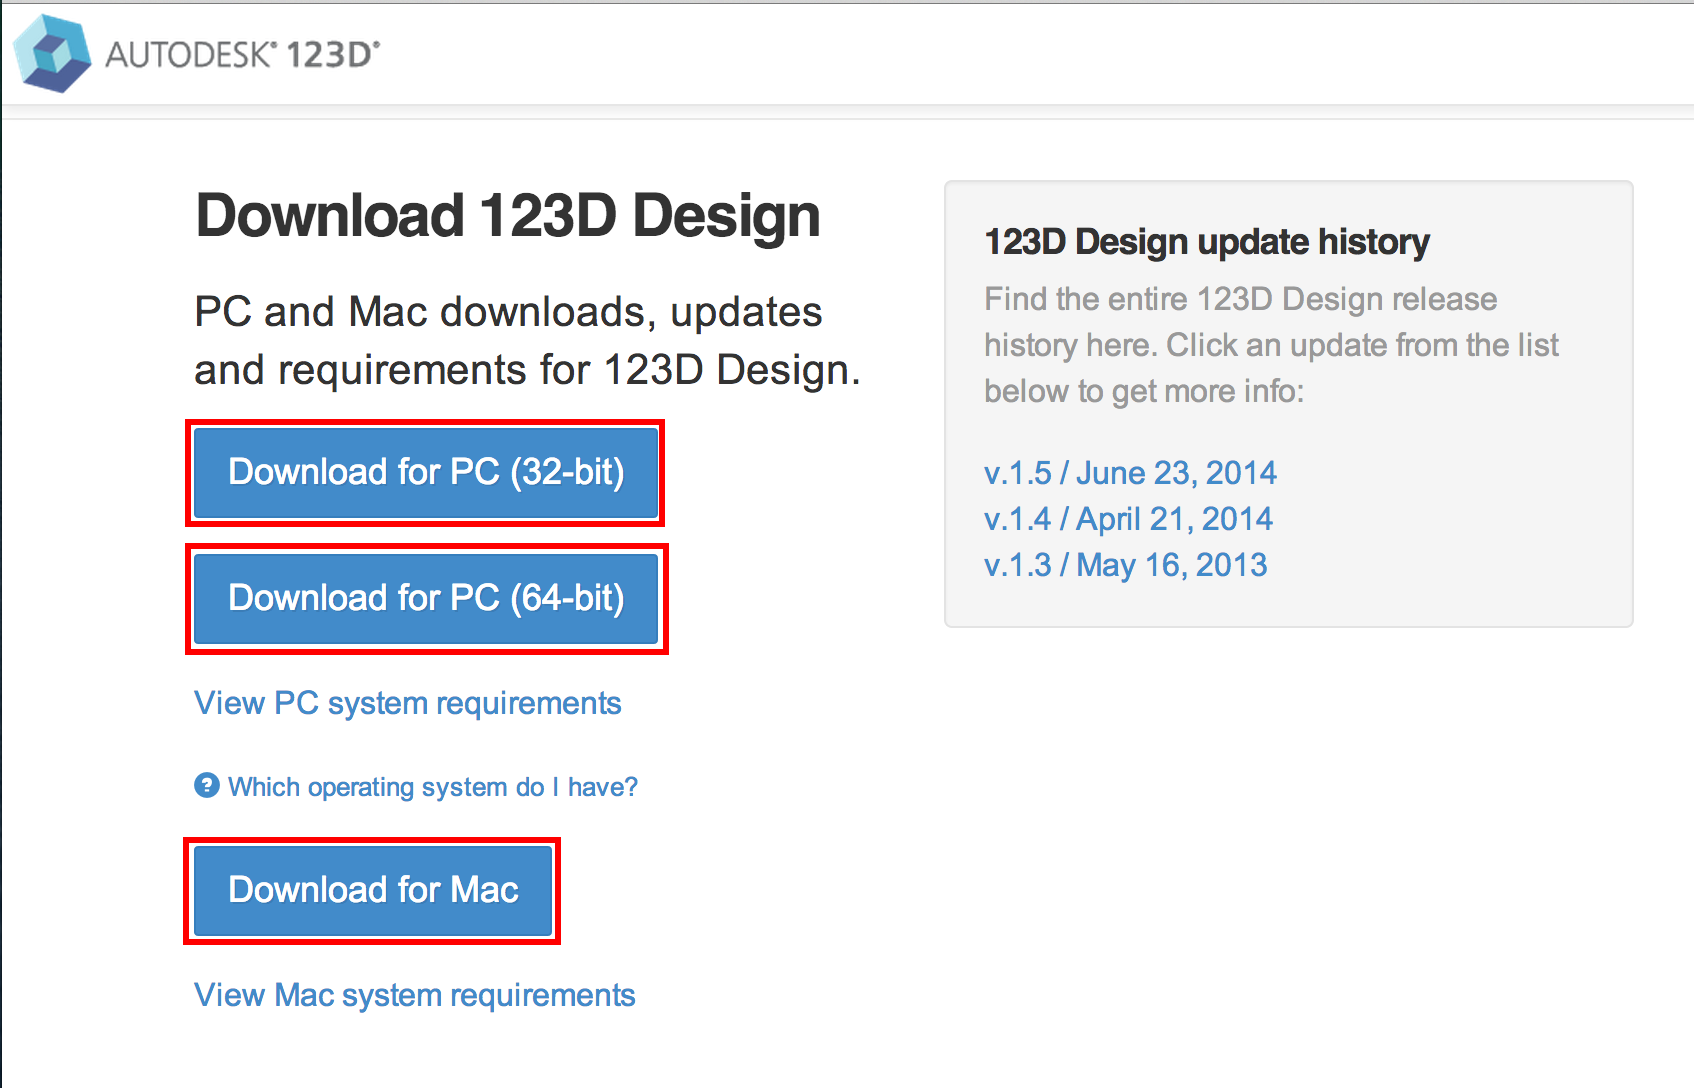 AUTODESK® 123D®
Download 123D Design
PC and Mac downloads, updates
and requirements for 123D Design.
Download for PC (32-bit)
Download for PC (64-bit)
View PC system requirements
? Which operating system do I have?
Download for Mac
View Mac system requirements
123D Design update history
Find the entire 123D Design release
history here. Click an update from the list
below to get more info:
v.1.5 / June 23, 2014
v.1.4 / April 21, 2014
v.1.3 / May 16, 2013